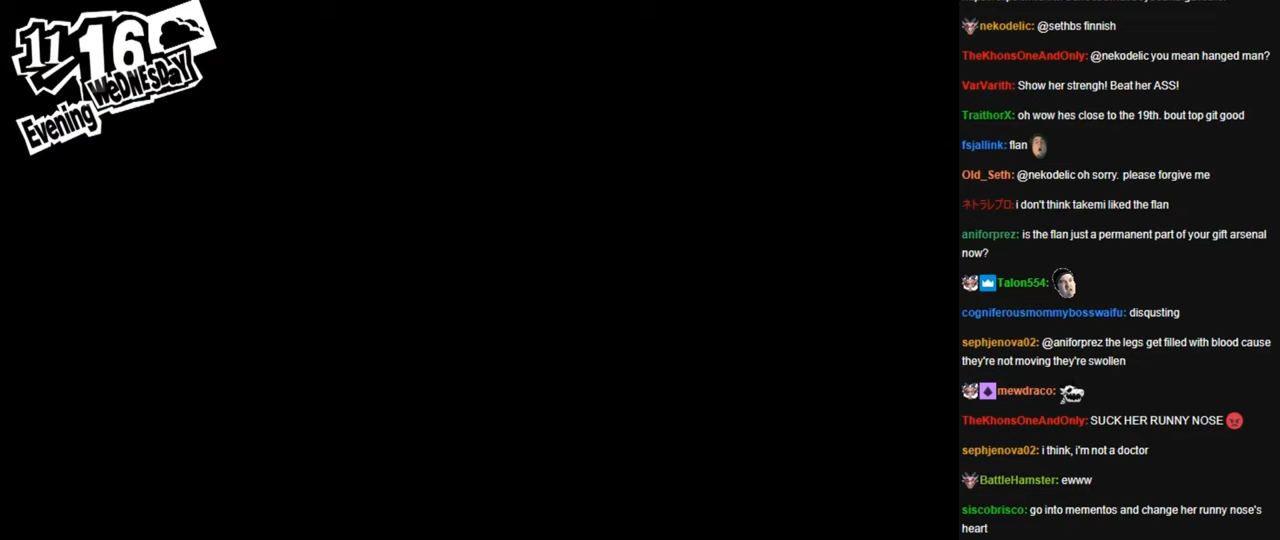 11 16
WeDNESDaY
Evening
nekodelic: @sethbs finnish
TheKhonsOneAndOnly: @nekodelic you mean hanged man?
VarVarith: Show her strengh! Beat her ASS!
TraithorX: oh wow hes close to the 19th. bout top git good
fsjallink: flan
Old_Seth: @nekodelic oh sorry. please forgive me
ネトラレプロ: i don't think takemi liked the flan
aniforprez: is the flan just a permanent part of your gift arsenal
now?
Talon554:
cogniferousmommybosswaifu: disqusting
sephjenova02: @aniforprez the legs get filled with blood cause
they're not moving they're swollen
mewdraco:
TheKhonsOneAndOnly: SUCK HER RUNNY NOSE
sephjenova02: i think, i'm not a doctor
BattleHamster: ewww
siscobrisco: go into mementos and change her runny nose's
heart